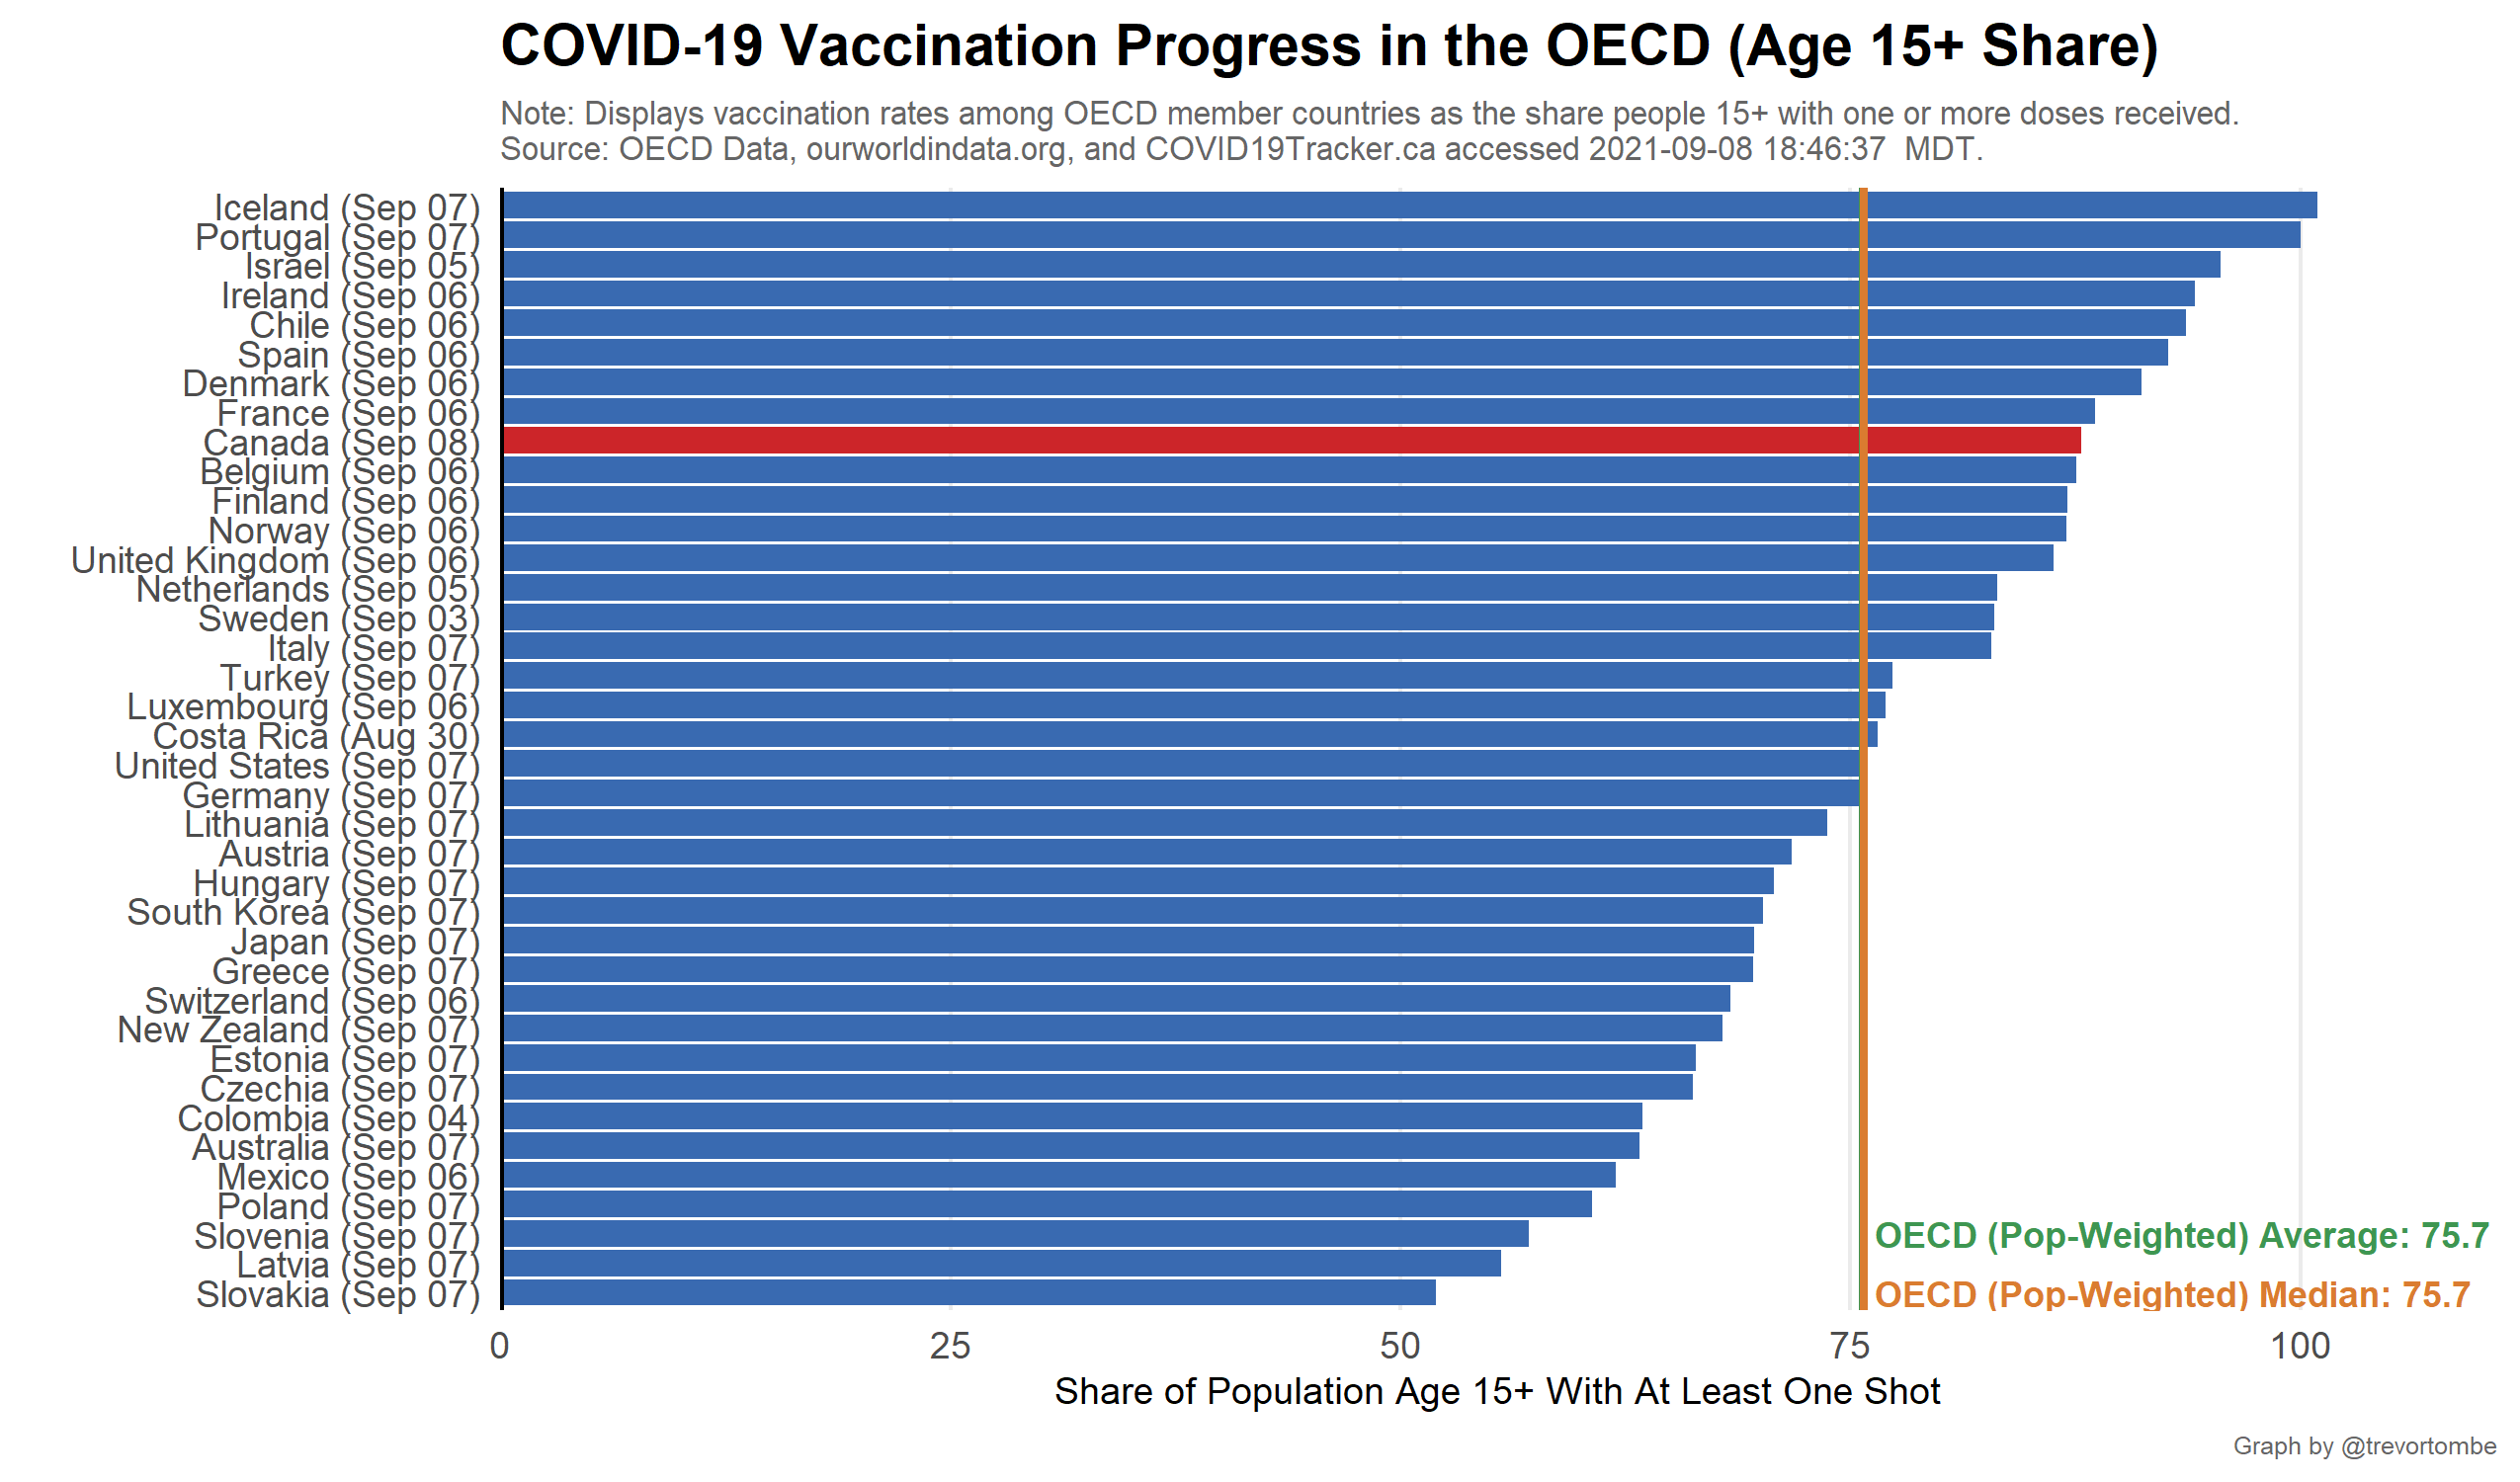 COVID-19 Vaccination Progress in the OECD (Age 15+ Share)
Note: Displays vaccination rates among OECD member countries as the share people 15+ with one or more doses received.
Source: OECD Data, ourworldindata.org, and COVID19Tracker.ca accessed 2021-09-08 18:46:37  MDT.
Iceland (Sep 07)
Portugal (Sep 07)
Israel (Sep 05)
Ireland (Sep 06)
Chile (Sep 06)
Spain (Sep 06)
Denmark (Sep 06)
France (Sep 06)
Canada (Sep 08)
Belgium (Sep 06)
Finland (Sep 06)
Norway (Sep 06)
United Kingdom (Sep 06)
Netherlands (Sep 05)
Sweden (Sep 03)
Italy (Sep 07)
Turkey (Sep 07)
Luxembourg (Sep 06)
Costa Rica (Aug 30)
United States (Sep 07)
Germany (Sep 07)
Lithuania (Sep 07)
Austria (Sep 07)
Hungary (Sep 07)
South Korea (Sep 07)
Japan (Sep 07)
Greece (Sep 07)
Switzerland (Sep 06)
New Zealand (Sep 07)
Estonia (Sep 07)
Czechia (Sep 07)
Colombia (Sep 04)
Australia (Sep 07)
Mexico (Sep 06)
Poland (Sep 07)
Slovenia (Sep 07)
Latvia (Sep 07)
Slovakia (Sep 07)
OECD (Pop-Weighted) Average: 75.7
OECD (Pop-Weighted) Median: 75.7
0 25 50 75 100
Share of Population Age 15+ With At Least One Shot
Graph by @trevortombe